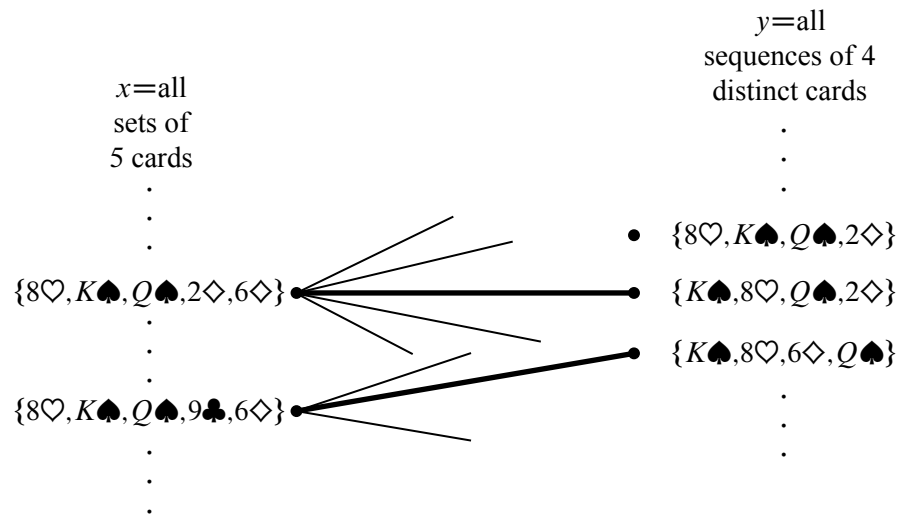 x=all
sets of
5 cards
y=all
sequences of 4
distinct cards
{8♡,K♠,Q♠,2♢,6♢}
{8♡,K♠,Q♠,9♣,6♢}
{8♡,K♠,Q♠,2♢}
{K♠,8♡,Q♠,2♢}
{K♠,8♡,6♢,Q♠}